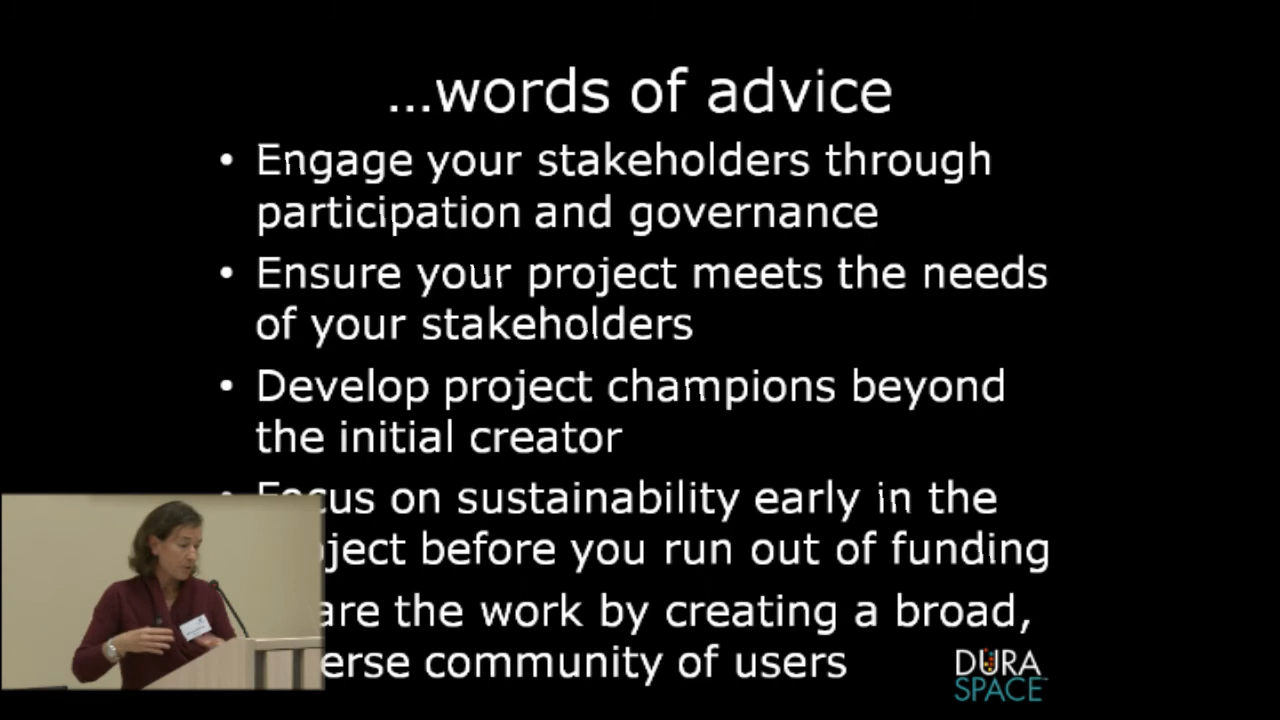 ...words of advice
• Engage your stakeholders through
participation and governance
• Ensure your project meets the needs
of your stakeholders
• Develop project champions beyond
the initial creator
• Focus on sustainability early in the
ject before you run out of funding
are the work by creating a broad,
erse community of users
DURA
SPACE